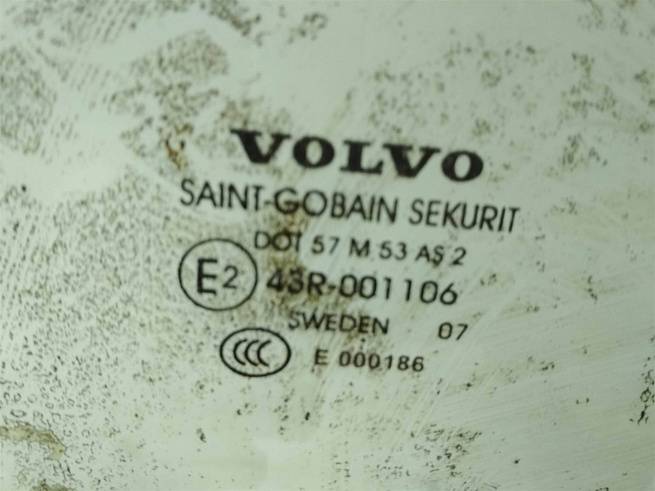 VOLVO
SAINT-GOBAIN SEKURIT
DOT 57 M 53 AS 2
E2 43R-001106
SWEDEN 07
CCC E 000186